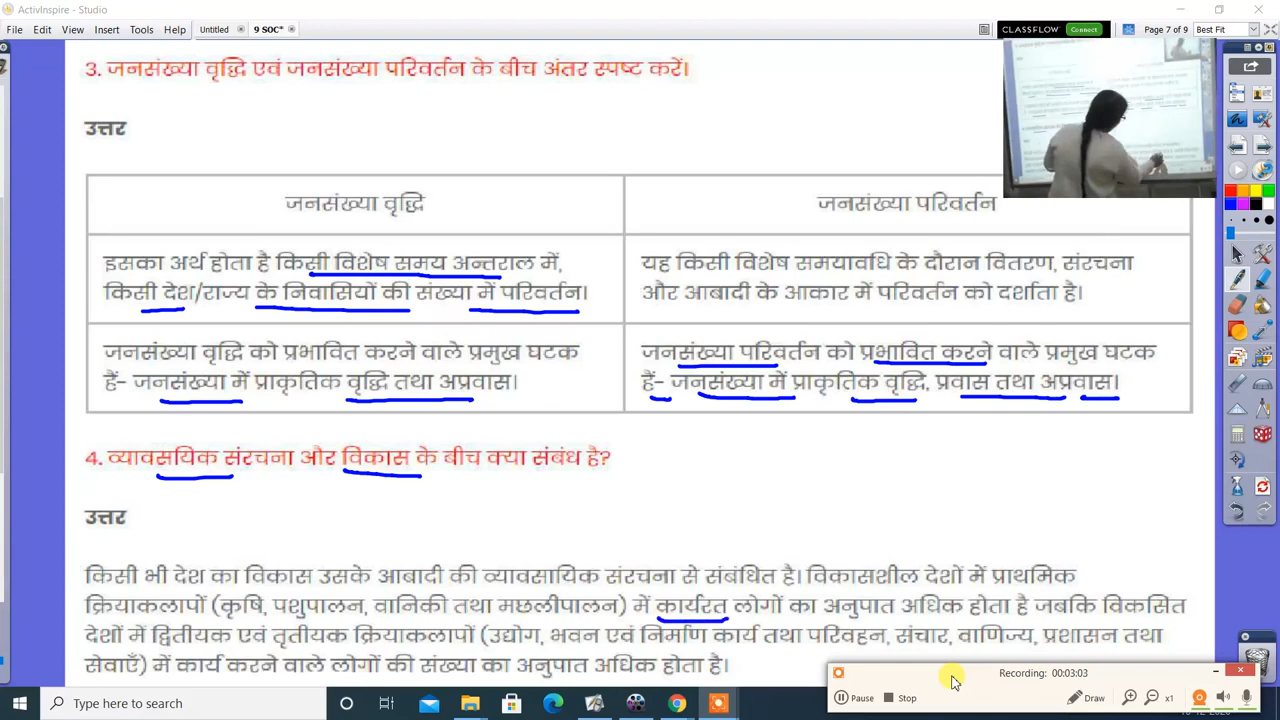 ActivInspire - Studio
File Edit View Insert Tools Help Untitled 9 SOC* CLASSFLOW Connect Page 7 of 9 Best Fit
3. जनसंख्या वृद्धि एवं जनसंख्या परिवर्तन के बीच अंतर स्पष्ट करें।
उत्तर
जनसंख्या वृद्धि
जनसंख्या परिवर्तन
इसका अर्थ होता है किसी विशेष समय अन्तराल में,
किसी देश/राज्य के निवासियों की संख्या में परिवर्तन।
यह किसी विशेष समयावधि के दौरान वितरण, संरचना
और आबादी के आकार में परिवर्तन को दर्शाता है।
जनसंख्या वृद्धि को प्रभावित करने वाले प्रमुख घटक
हैं- जनसंख्या में प्राकृतिक वृद्धि तथा अप्रवास।
जनसंख्या परिवर्तन को प्रभावित करने वाले प्रमुख घटक
हैं- जनसंख्या में प्राकृतिक वृद्धि, प्रवास तथा अप्रवास।
4. व्यावसयिक संरचना और विकास के बीच क्या संबंध है?
उत्तर
किसी भी देश का विकास उसके आबादी की व्यावसायिक संरचना से संबंधित है। विकासशील देशों में प्राथमिक
क्रियाकलापों (कृषि, पशुपालन, वानिकी तथा मछलीपालन) में कार्यरत लोगों का अनुपात अधिक होता है जबकि विकसित
देशों में द्वितीयक एवं तृतीयक क्रियाकलापों (उद्योग, भवन एवं निर्माण कार्य तथा परिवहन, संचार, वाणिज्य, प्रशासन तथा
सेवाएँ) में कार्य करने वाले लोगों की संख्या का अनुपात अधिक होता है।
Recording: 00:03:03
Pause Stop Draw x1
Type here to search